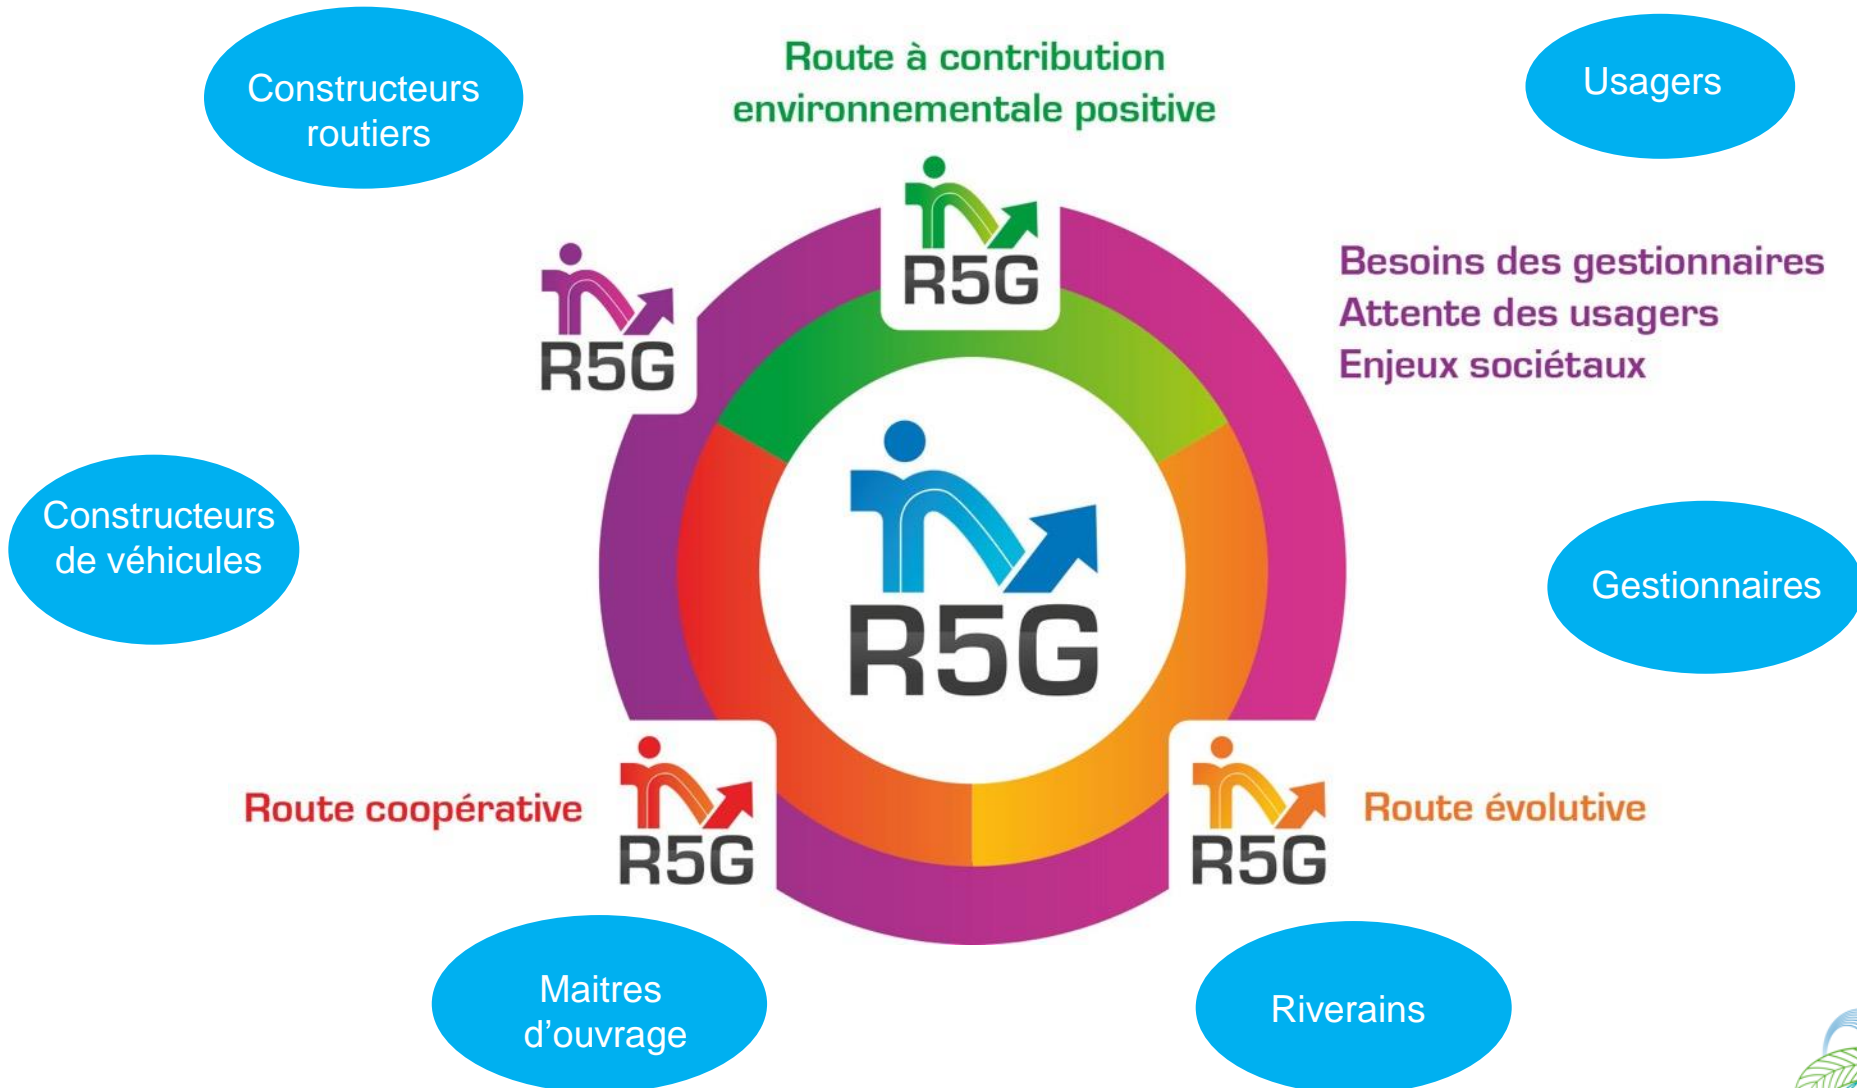 Constructeurs
routiers
Route à contribution
environnementale positive
Usagers
R5G
R5G
Besoins des gestionnaires
Attente des usagers
Enjeux sociétaux
Constructeurs
de véhicules
R5G
Gestionnaires
Route coopérative
R5G
R5G
Route évolutive
Maitres
d’ouvrage
Riverains